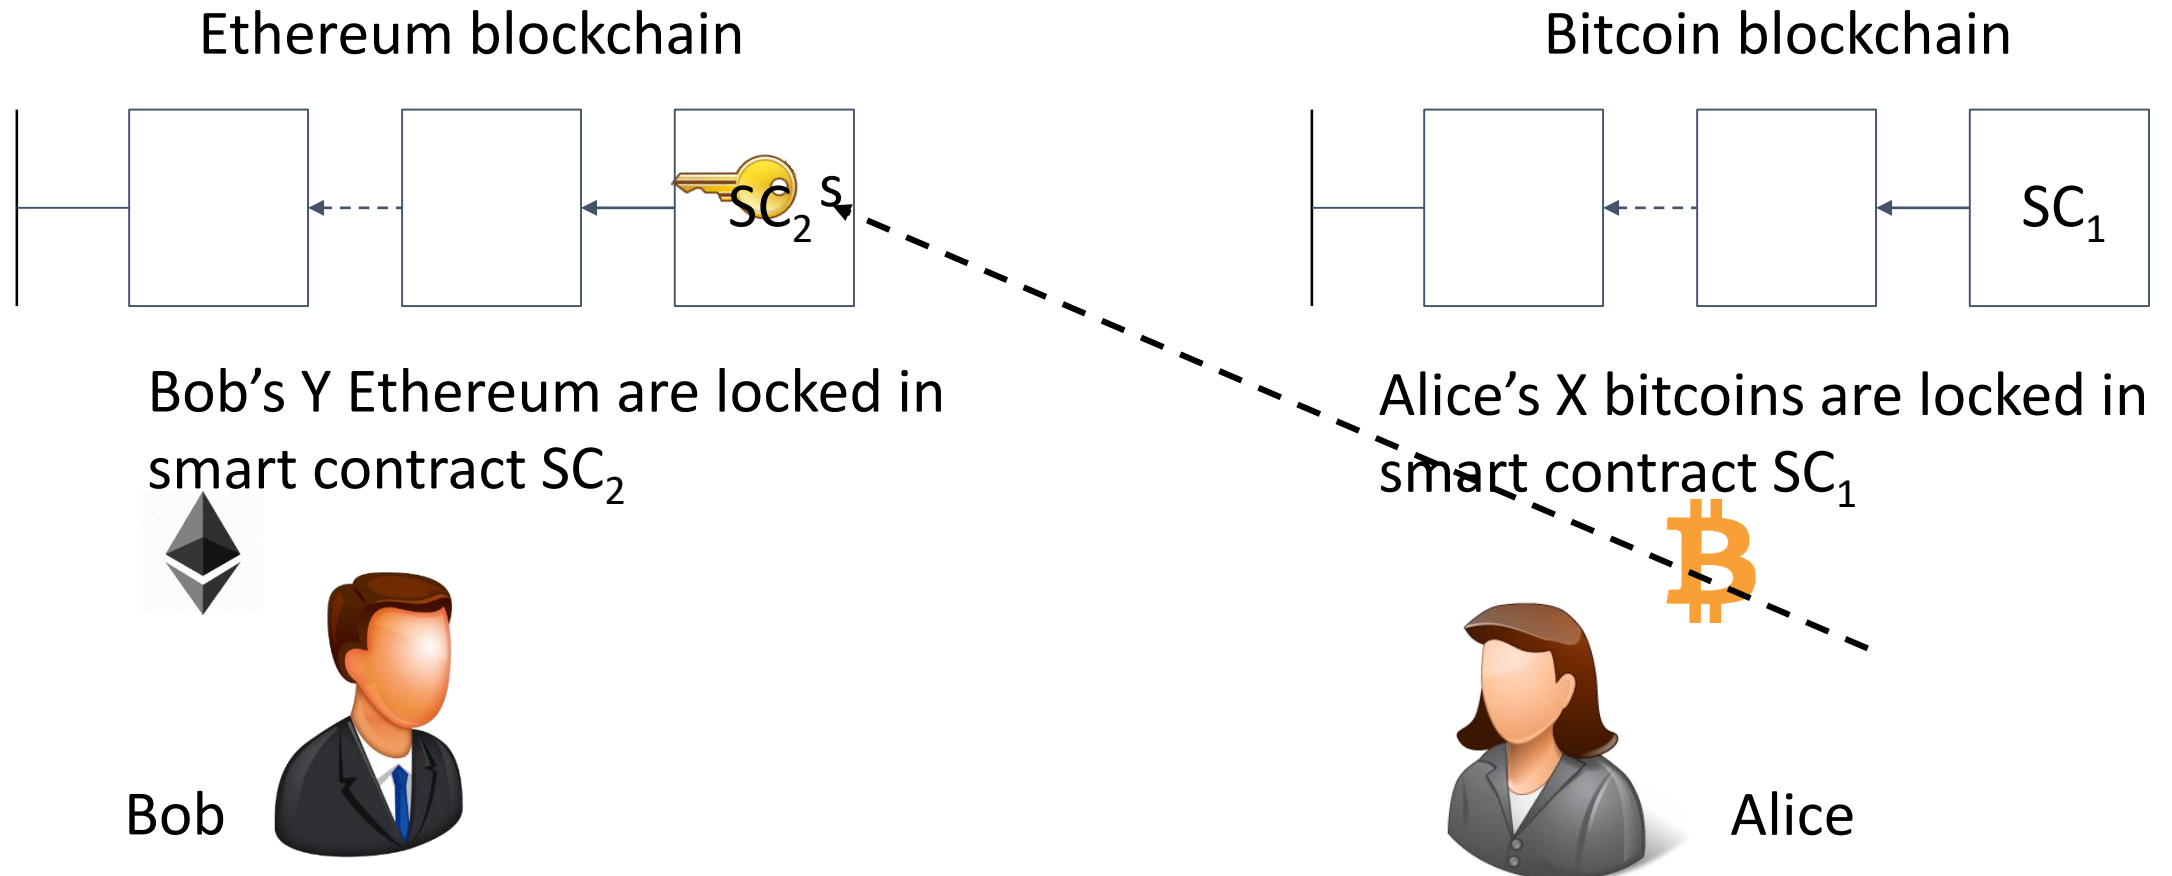 Ethereum blockchain
Bitcoin blockchain
SC₂
s
SC₁
Bob’s Y Ethereum are locked in
smart contract SC₂
Alice’s X bitcoins are locked in
smart contract SC₁
Bob
Alice